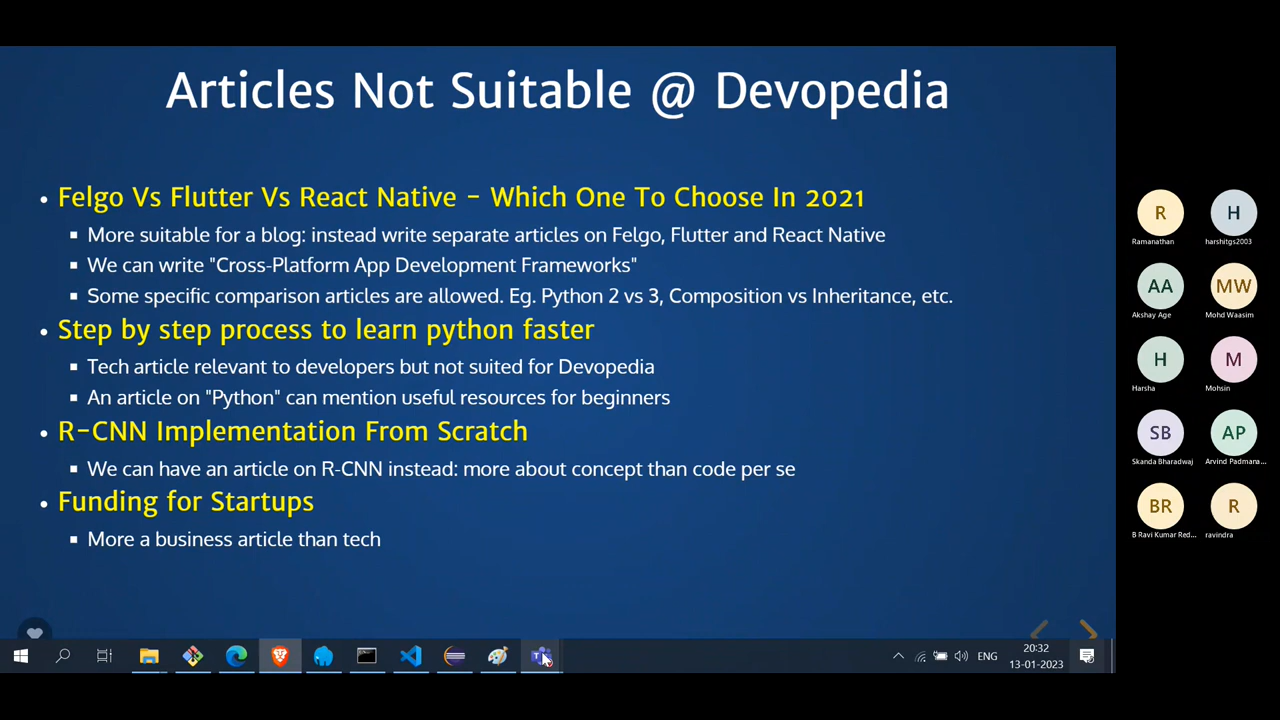 Articles Not Suitable @ Devopedia
• Felgo Vs Flutter Vs React Native - Which One To Choose In 2021
▪ More suitable for a blog: instead write separate articles on Felgo, Flutter and React Native
▪ We can write "Cross-Platform App Development Frameworks"
▪ Some specific comparison articles are allowed. Eg. Python 2 vs 3, Composition vs Inheritance, etc.
• Step by step process to learn python faster
▪ Tech article relevant to developers but not suited for Devopedia
▪ An article on "Python" can mention useful resources for beginners
• R-CNN Implementation From Scratch
▪ We can have an article on R-CNN instead: more about concept than code per se
• Funding for Startups
▪ More a business article than tech
R H
Ramanathan harshitgs2003
AA MW
Akshay Age Mohd Waasim
H M
Harsha Mohsin
SB AP
Skanda Bharadwaj Arvind Padmana...
BR R
B Ravi Kumar Red... ravindra
ENG
20:32
13-01-2023